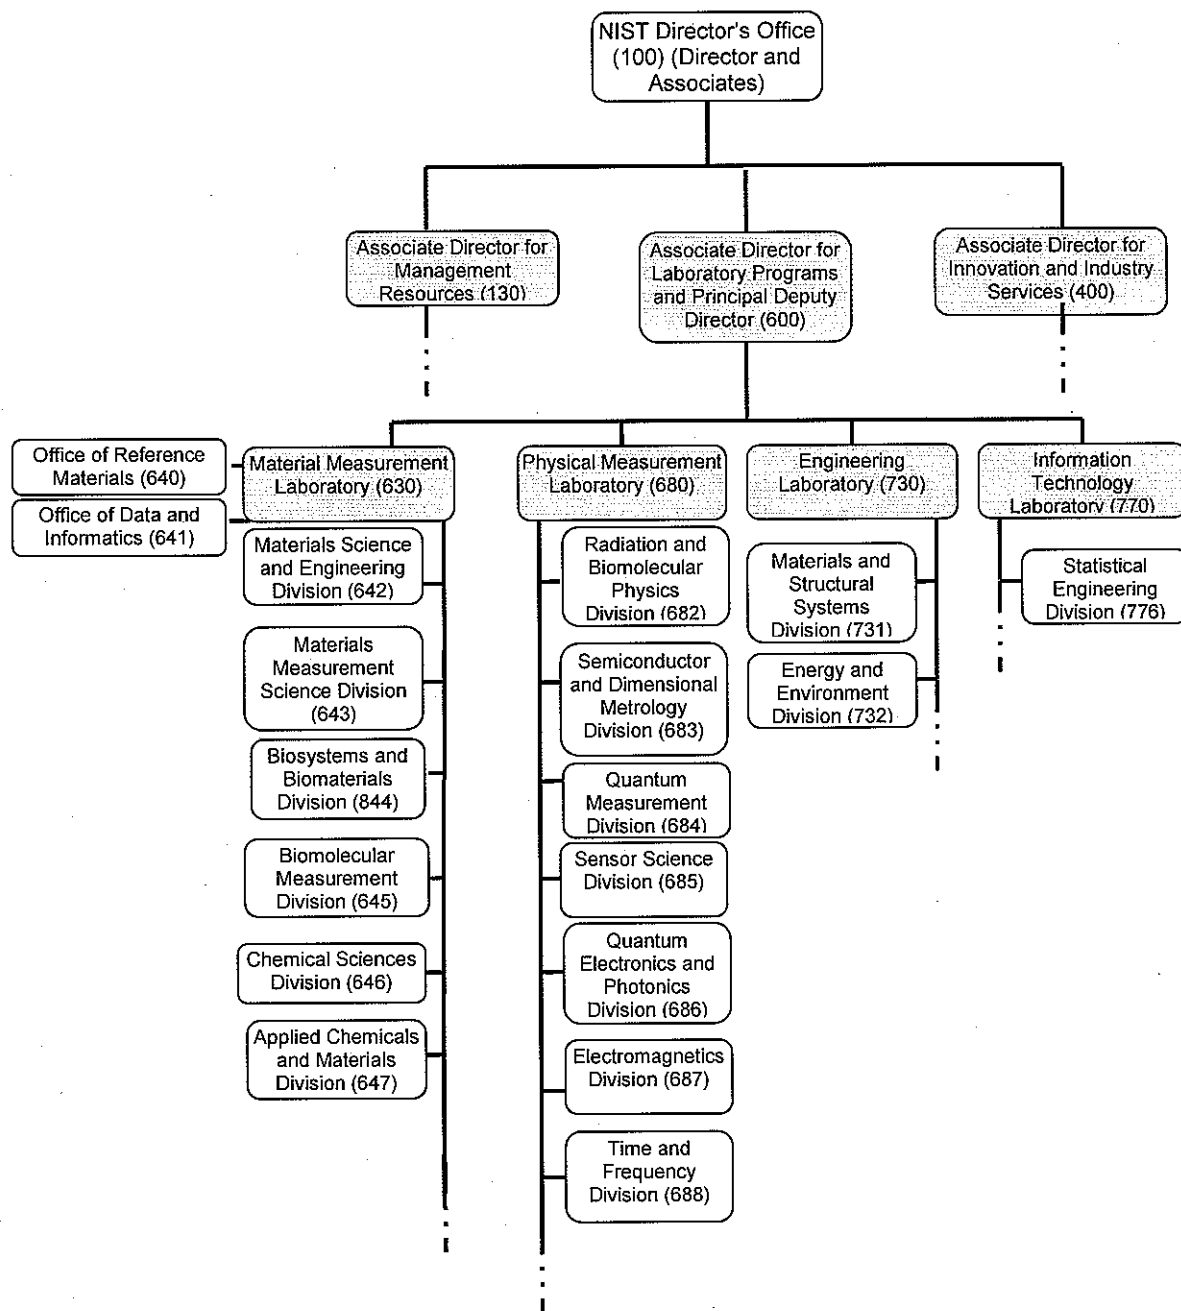 NIST Director's Office
(100) (Director and
Associates)
Associate Director for
Management
Resources (130)
Associate Director for
Laboratory Programs
and Principal Deputy
Director (600)
Associate Director for
Innovation and Industry
Services (400)
Office of Reference
Materials (640)
Office of Data and
Informatics (641)
Material Measurement
Laboratory (630)
Materials Science
and Engineering
Division (642)
Materials
Measurement
Science Division
(643)
Biosystems and
Biomaterials
Division (844)
Biomolecular
Measurement
Division (645)
Chemical Sciences
Division (646)
Applied Chemicals
and Materials
Division (647)
Physical Measurement
Laboratory (680)
Radiation and
Biomolecular
Physics
Division (682)
Semiconductor
and Dimensional
Metrology
Division (683)
Quantum
Measurement
Division (684)
Sensor Science
Division (685)
Quantum
Electronics and
Photonics
Division (686)
Electromagnetics
Division (687)
Time and
Frequency
Division (688)
Engineering
Laboratory (730)
Materials and
Structural
Systems
Division (731)
Energy and
Environment
Division (732)
Information
Technology
Laboratory (770)
Statistical
Engineering
Division (776)